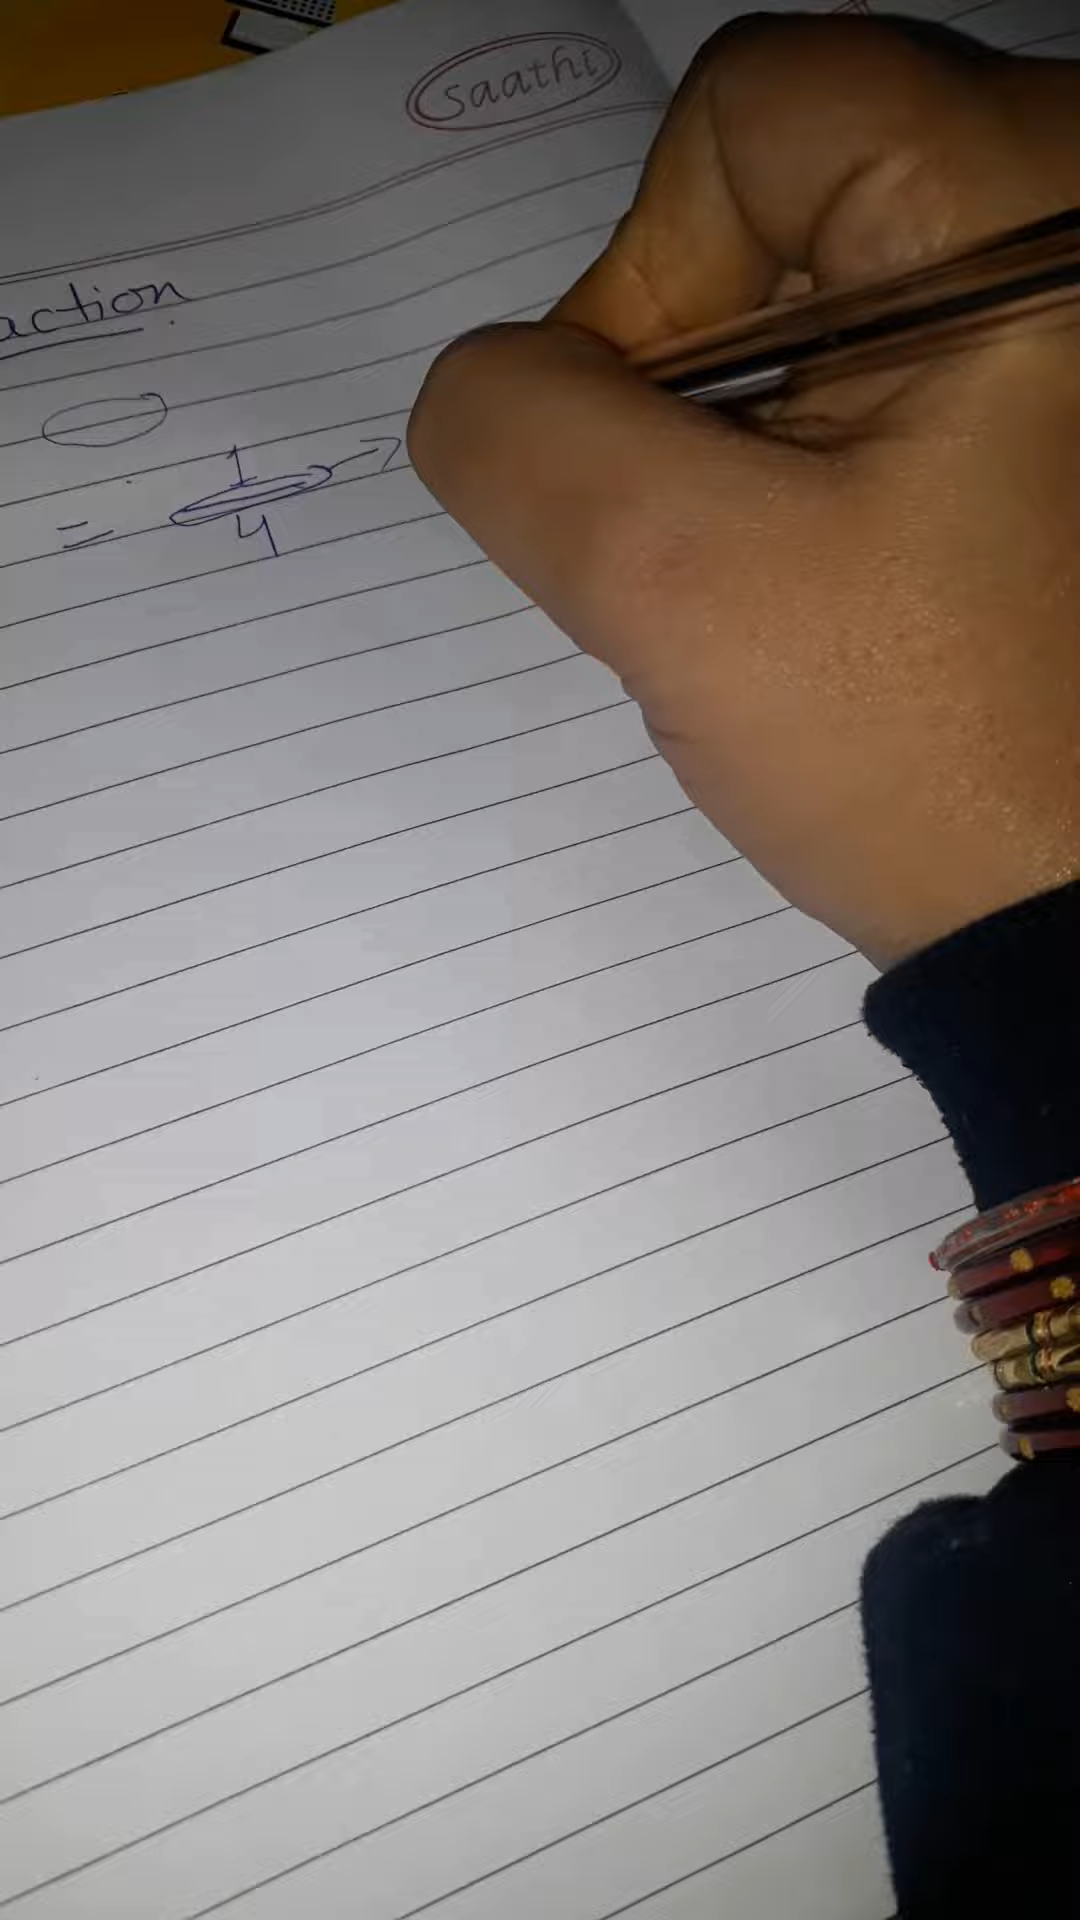 saathi
action
= 1/4 →